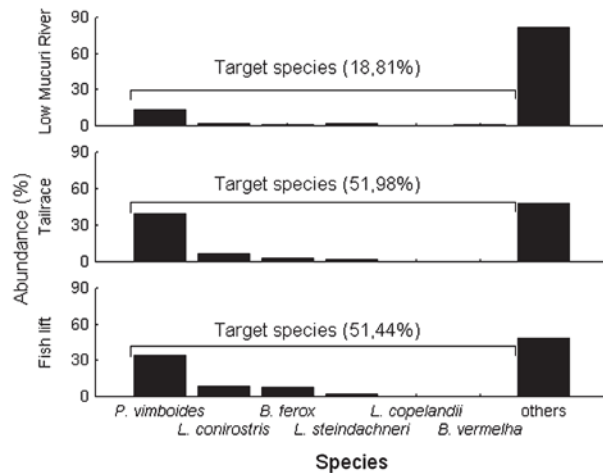 90
60
30
0
Low Mucuri River
Target species (18,81%)
90
60
30
0
Tailrace
Target species (51,98%)
Abundance (%)
90
60
30
0
Fish lift
Target species (51,44%)
P. vimboides B. ferox L. copelandii others
L. conirostris L. steindachneri B. vermelha
Species